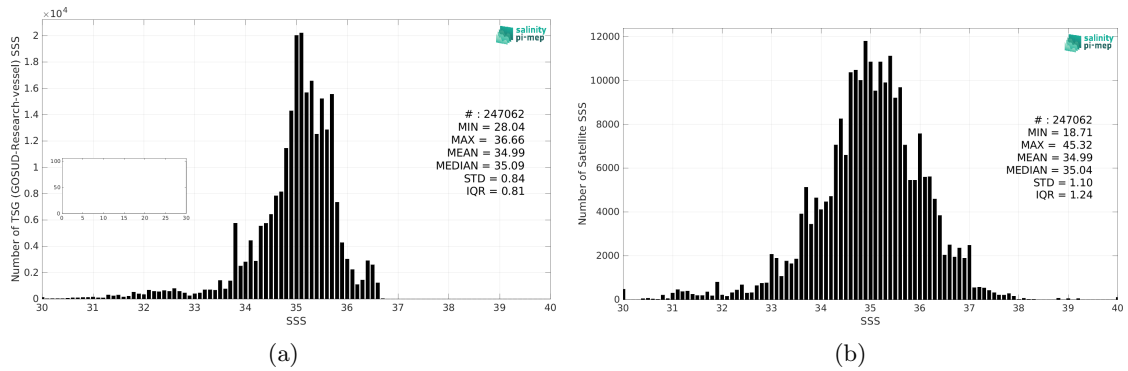 ×10⁴
2
1.8
1.6
1.4
1.2
1
0.8
0.6
0.4
0.2
0
Number of TSG (GOSUD-Research-vessel) SSS
salinity
pi-mep
# : 247062
MIN = 28.04
MAX = 36.66
MEAN = 34.99
MEDIAN = 35.09
STD = 0.84
IQR = 0.81
100
50
0
0 5 10 15 20 25 30
30 31 32 33 34 35 36 37 38 39 40
SSS
(a)
12000
10000
8000
6000
4000
2000
0
Number of Satellite SSS
salinity
pi-mep
# : 247062
MIN = 18.71
MAX = 45.32
MEAN = 34.99
MEDIAN = 35.04
STD = 1.10
IQR = 1.24
30 31 32 33 34 35 36 37 38 39 40
SSS
(b)